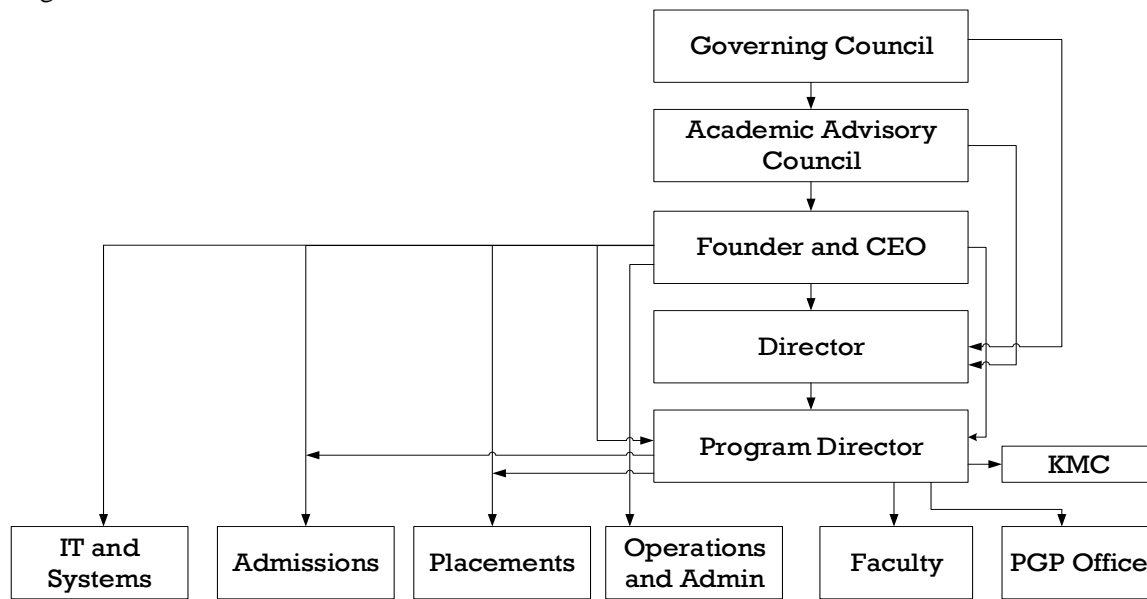 Governing Council
Academic Advisory
Council
Founder and CEO
Director
Program Director
KMC
IT and
Systems
Admissions
Placements
Operations
and Admin
Faculty
PGP Office